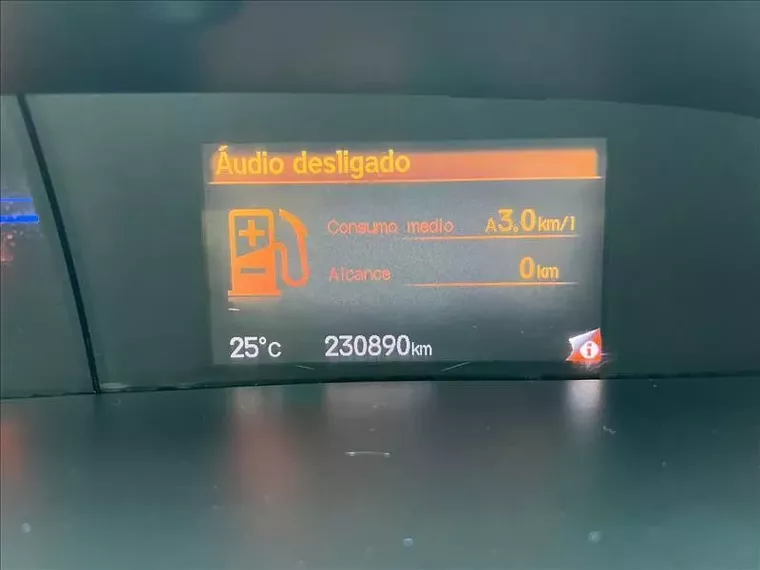 Áudio desligado
Consumo medio A3.0km/l
Alcance 0km
25°C 230890km